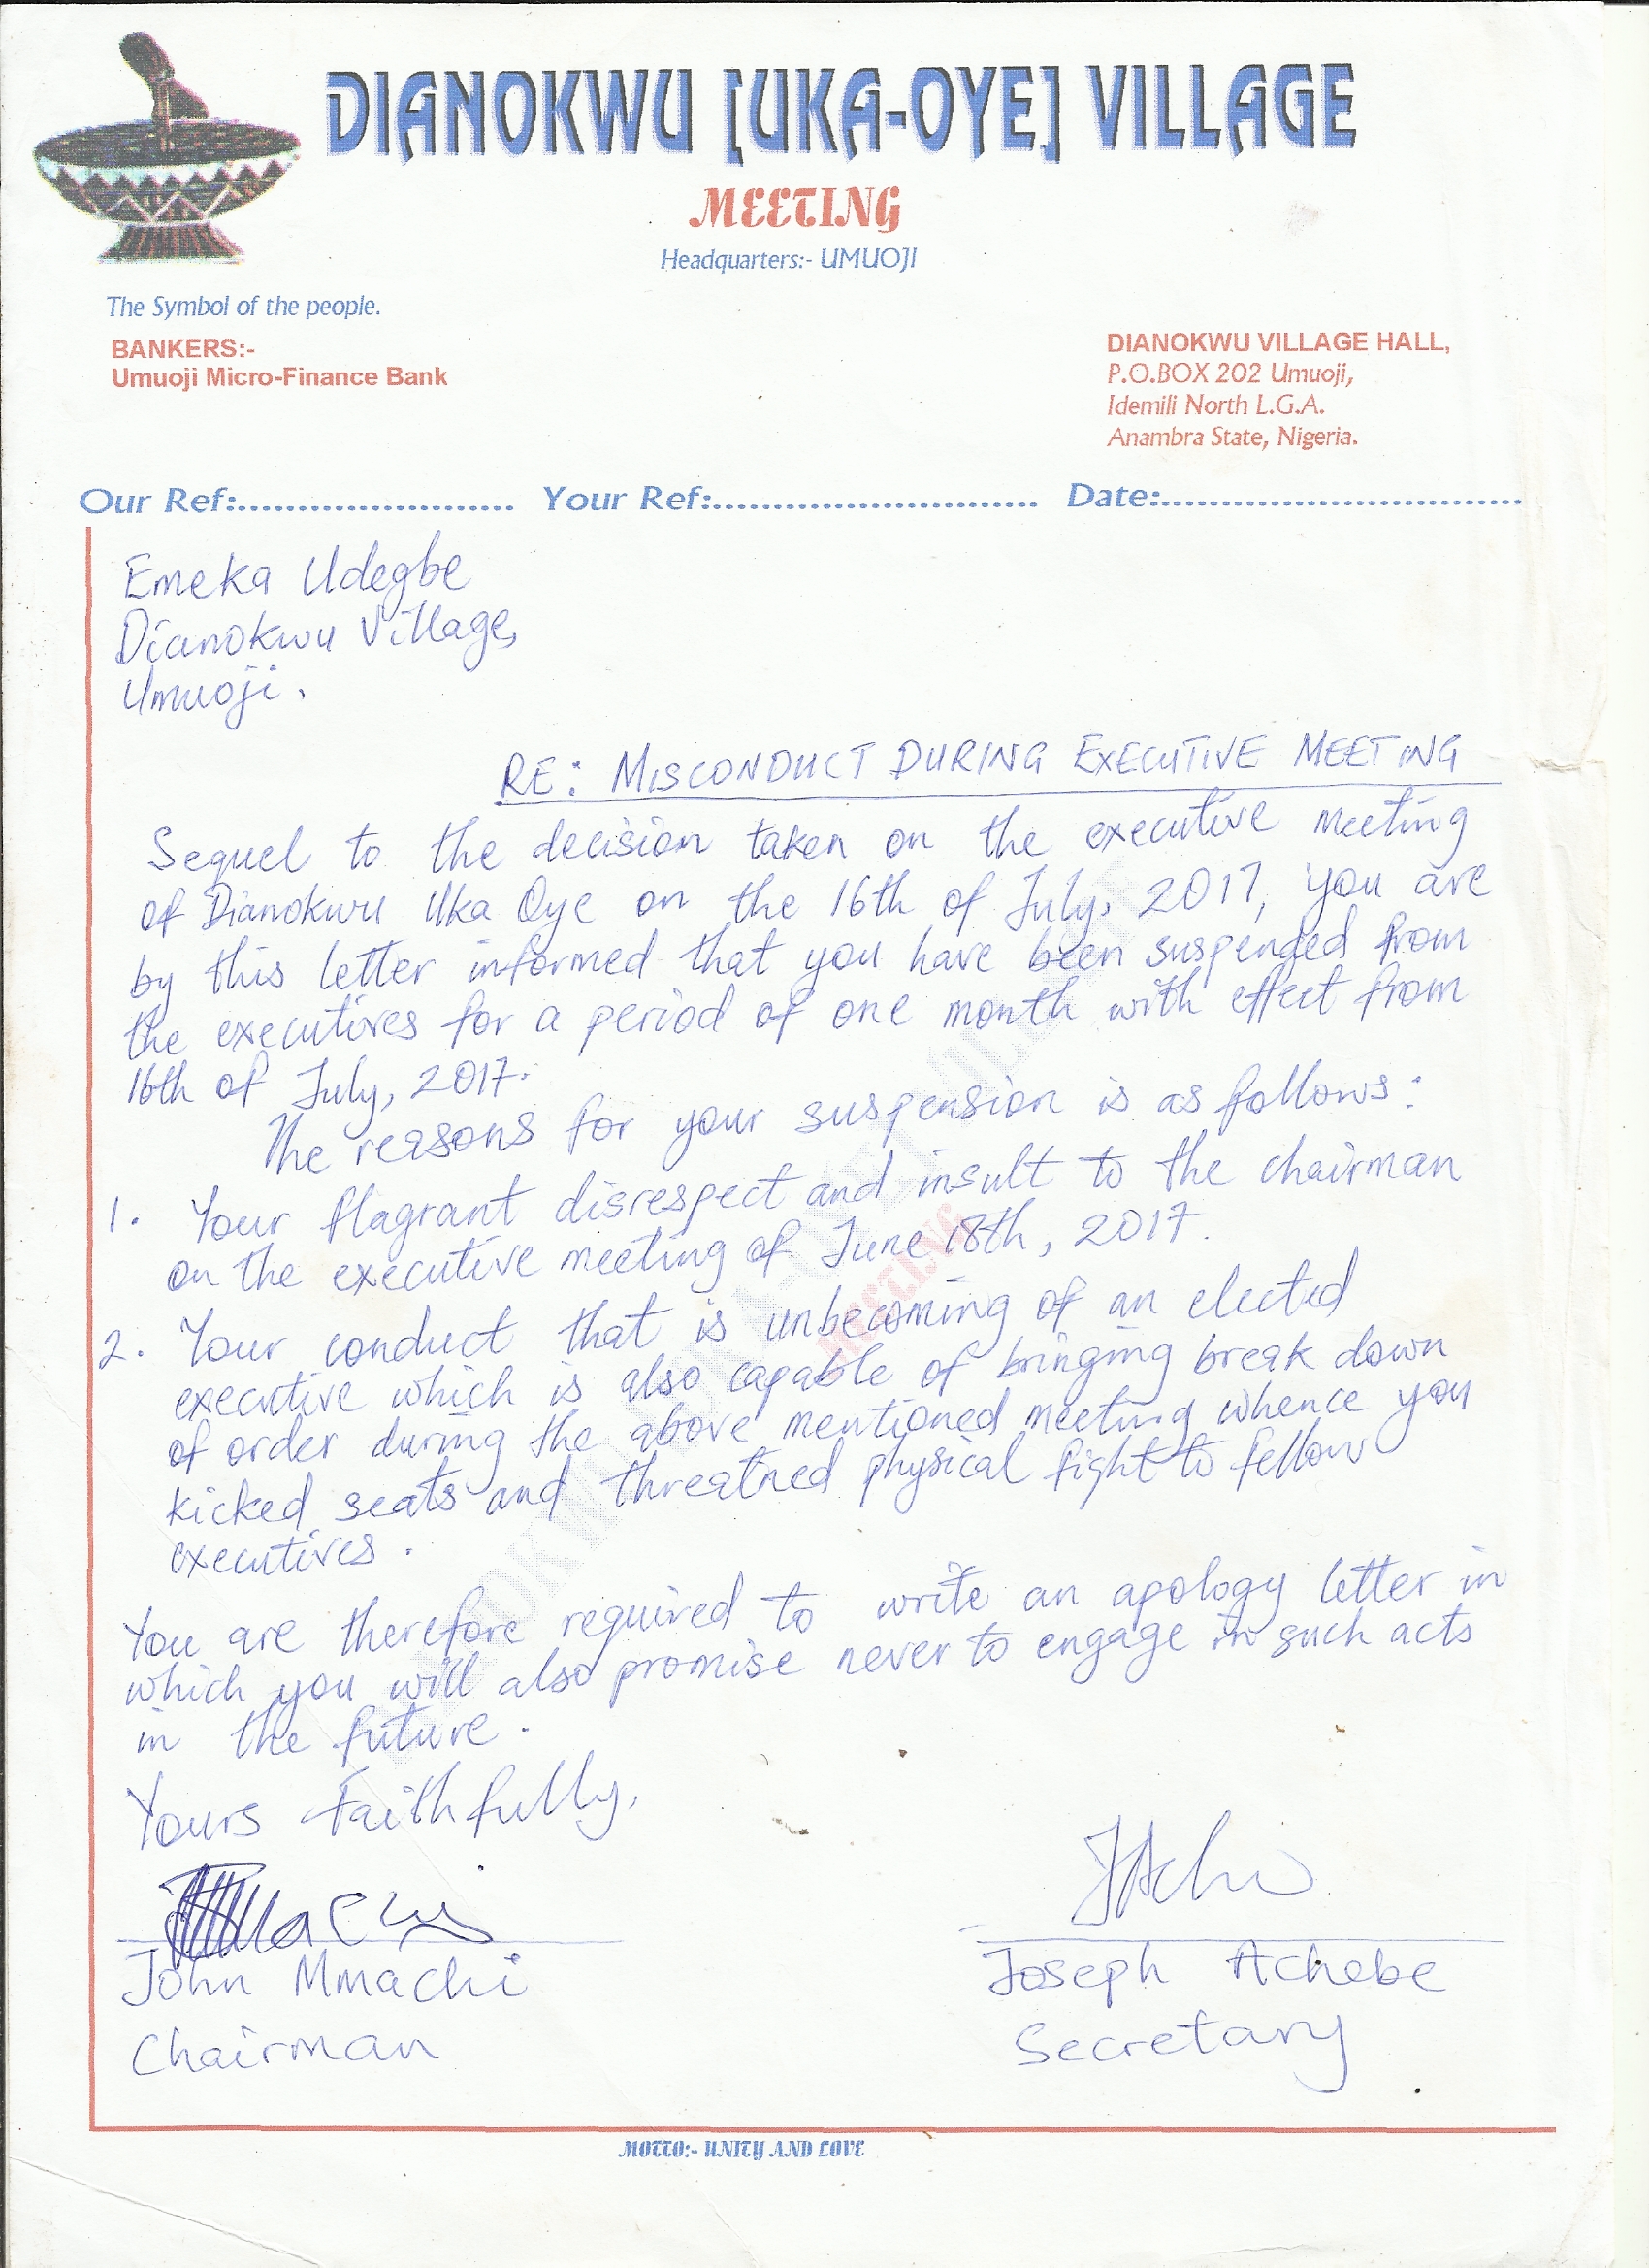 DIANOKWU [UKA-OYE] VILLAGE
MEETING
Headquarters:- UMUOJI
The Symbol of the people.
BANKERS:-
Umuoji Micro-Finance Bank
DIANOKWU VILLAGE HALL,
P.O.BOX 202 Umuoji,
Idemili North L.G.A.
Anambra State, Nigeria.
Our Ref:........................ Your Ref:............................ Date:...............................
Emeka Udegbe
Dianokwu Village,
Umuoji.
RE: MISCONDUCT DURING EXECUTIVE MEETING
Sequel to the decision taken on the executive meeting
of Dianokwu Uka Oye on the 16th of July, 2017, you are
by this letter informed that you have been suspended from
the executives for a period of one month with effect from
16th of July, 2017.
The reasons for your suspension is as follows:
1. Your flagrant disrespect and insult to the chairman
on the executive meeting of June 18th, 2017.
2. Your conduct that is unbecoming of an elected
executive which is also capable of bringing break down
of order during the above mentioned meeting whence you
kicked seats and threatned physical fight to fellow
executives.
You are therefore required to write an apology letter in
which you will also promise never to engage in such acts
in the future.
Yours Faithfully,
John Mmachi
Chairman
Joseph Achebe
Secretary
MOTTO:- UNITY AND LOVE
DIANOKWU [UKA-OYE] VILLAGE
MEETING